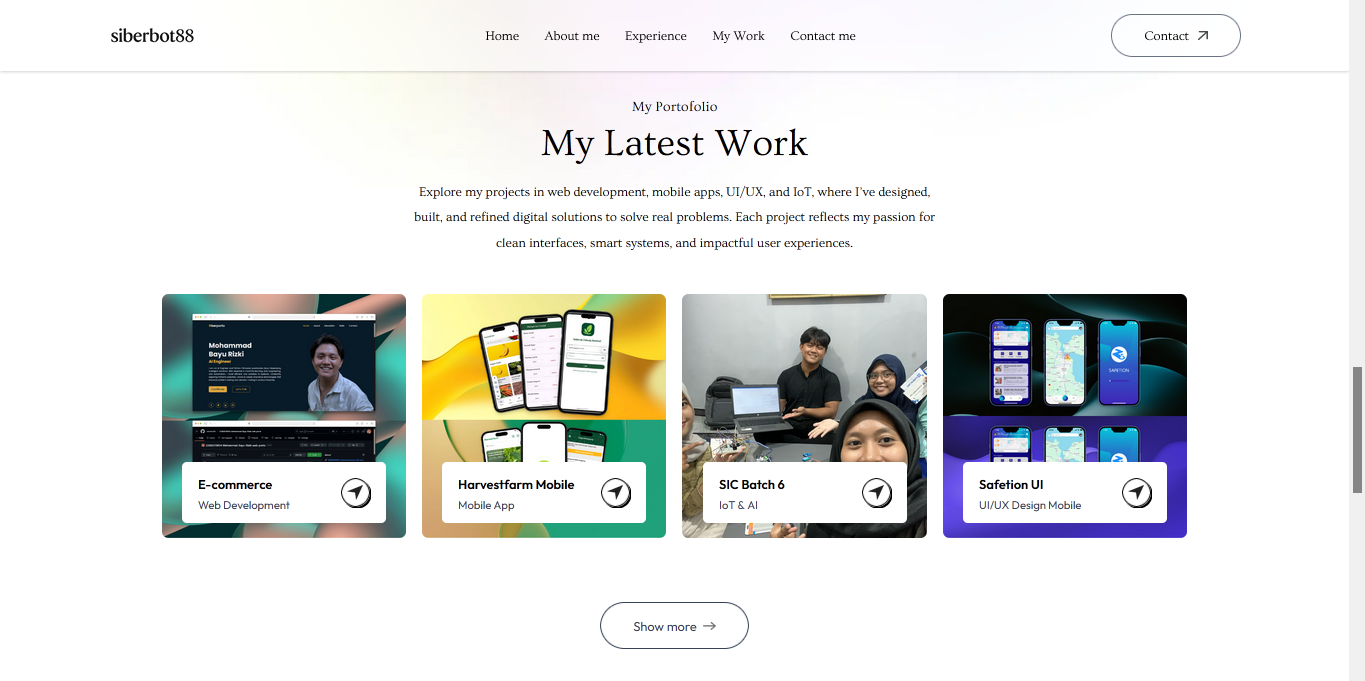 siberbot88
Home
About me
Experience
My Work
Contact me
Contact
My Portofolio
My Latest Work
Explore my projects in web development, mobile apps, UI/UX, and IoT, where I've designed,
built, and refined digital solutions to solve real problems. Each project reflects my passion for
clean interfaces, smart systems, and impactful user experiences.
Mohammad
Bayu Rizki
SAFETION
E-commerce
Web Development
Harvestfarm Mobile
Mobile App
SIC Batch 6
IoT & AI
Safetion UI
UI/UX Design Mobile
Show more